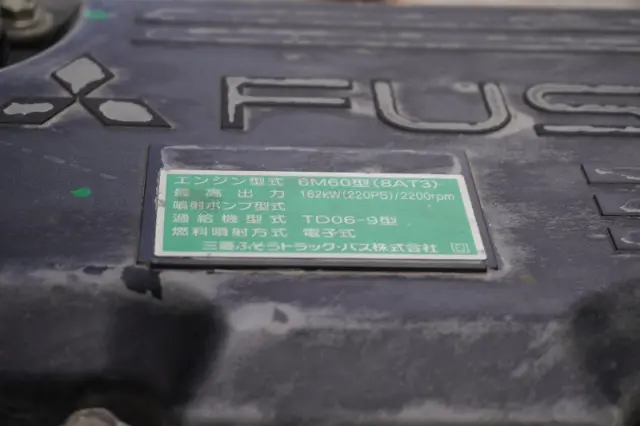 FUS
エンジン型式 6M60型(8AT3)
最高出力 162kW(220PS)/2200rpm
噴射ポンプ型式
過給機型式 TD06-9型
燃料噴射方式 電子式
三菱ふそうトラック・バス株式会社